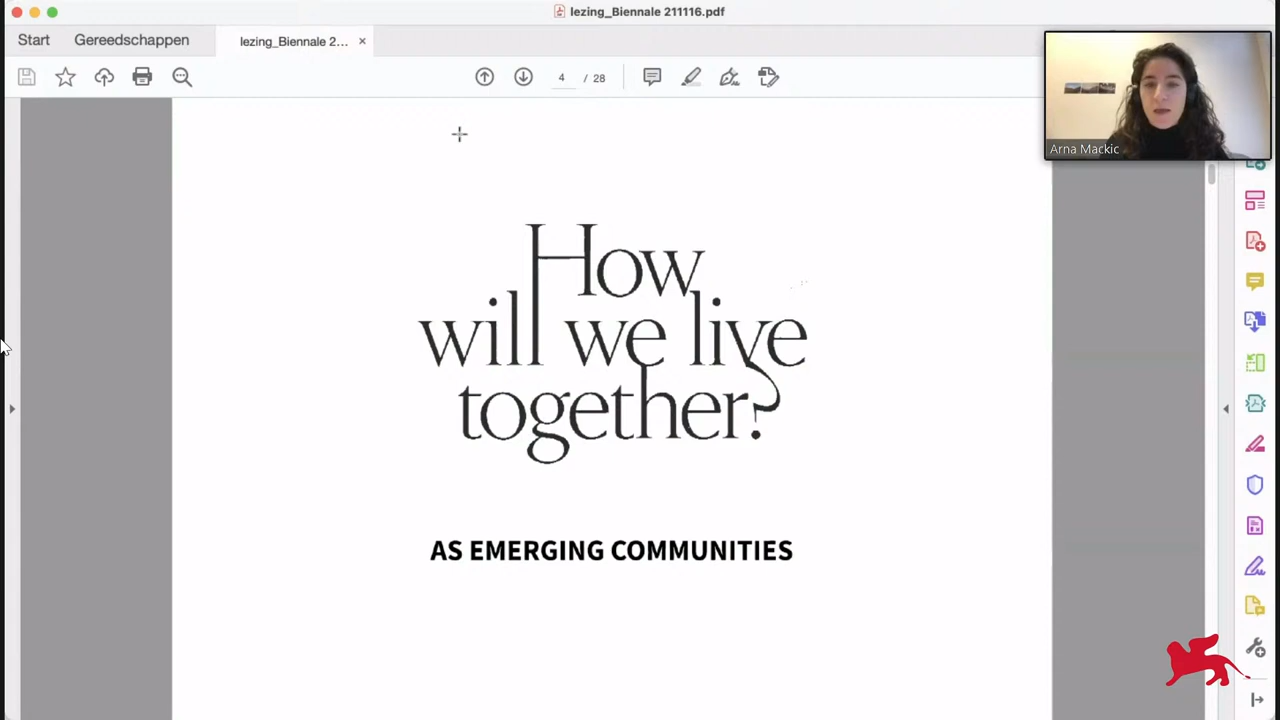 lezing_Biennale 211116.pdf
Start Gereedschappen lezing_Biennale 2... ×
4 / 28
Arna Mackic
How
will we live
together?
AS EMERGING COMMUNITIES